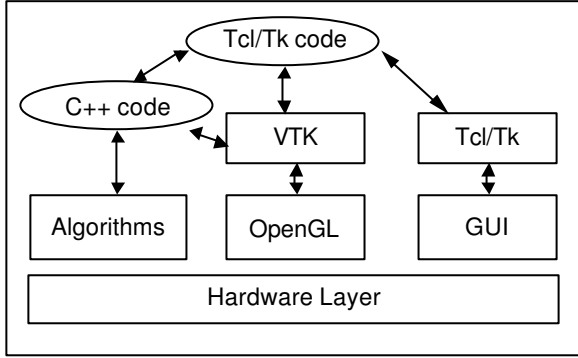 Tcl/Tk code
C++ code
VTK
Tcl/Tk
Algorithms
OpenGL
GUI
Hardware Layer